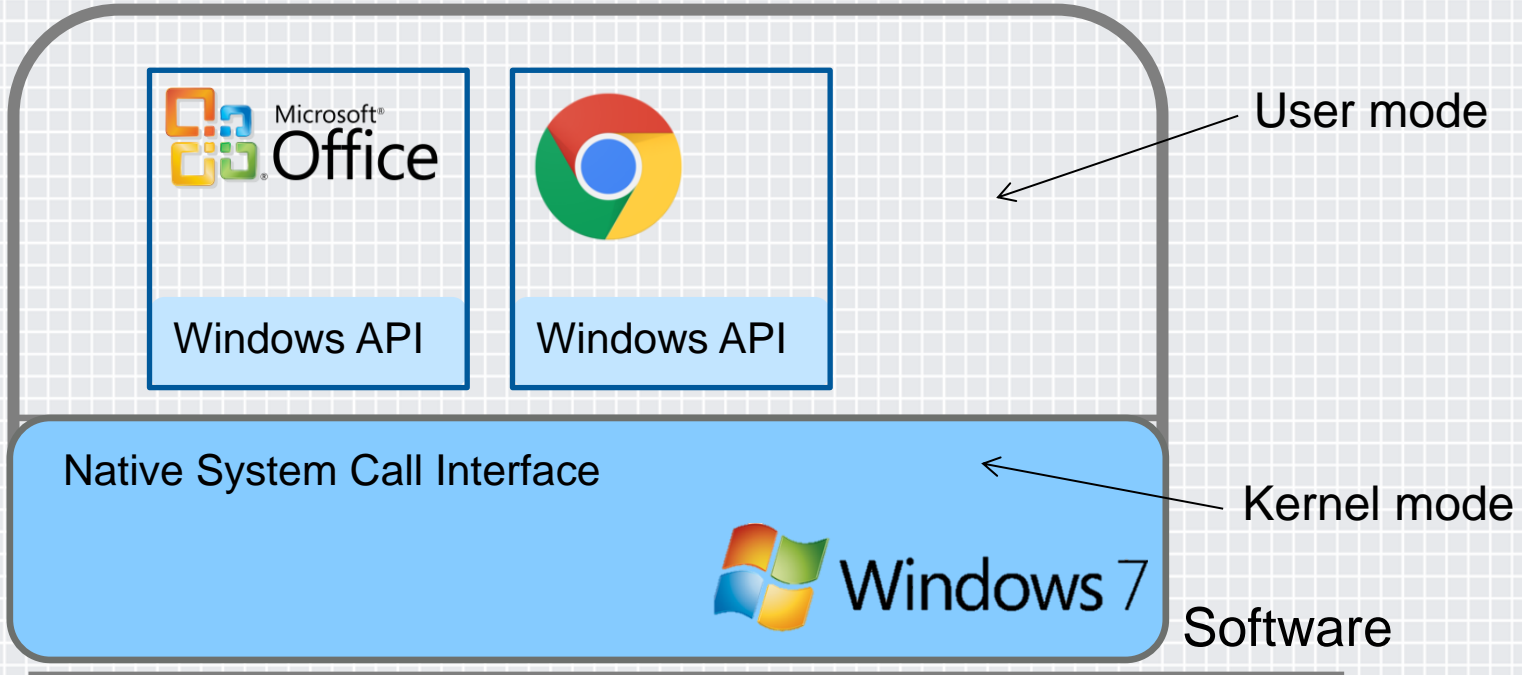 Microsoft®
Office
User mode
Windows API
Windows API
Native System Call Interface
Kernel mode
Windows 7
Software